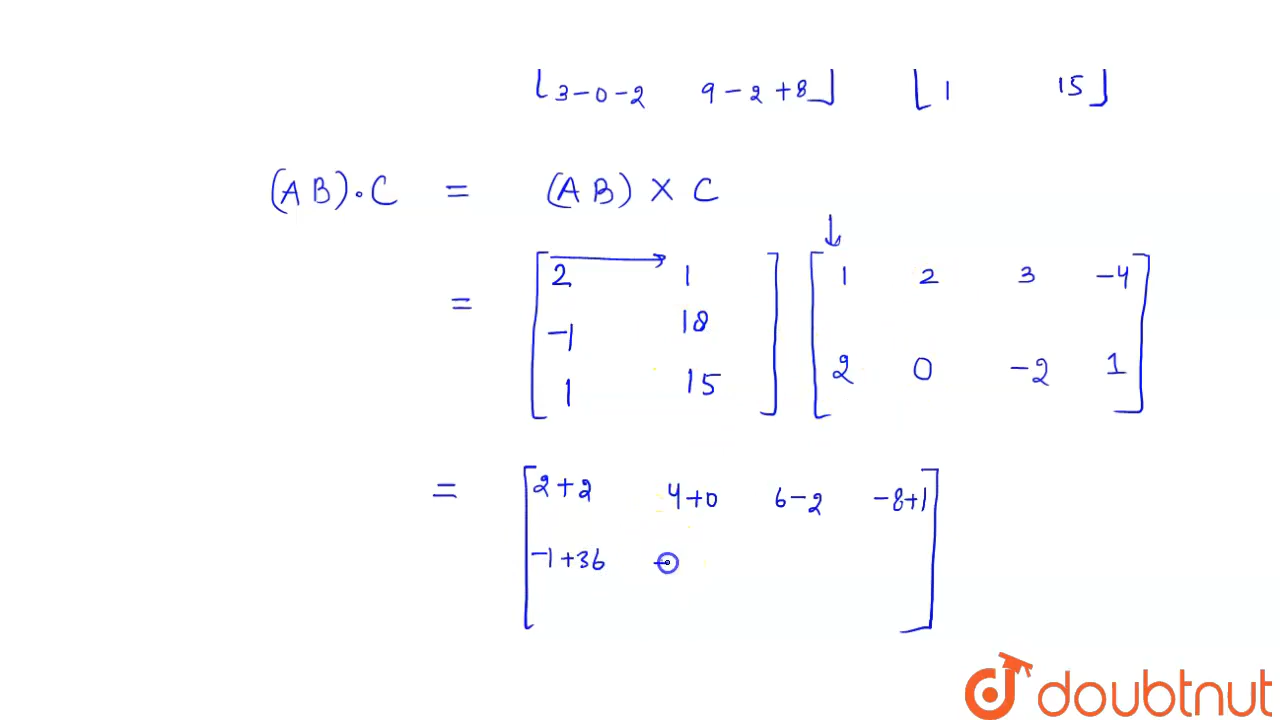 3-0-2 9-2+8 1 15
(AB)·C = (AB) × C
2 1 1 2 3 -4
=
-1 18
1 15 2 0 -2 1
= 2+2 4+0 6-2 -8+1
-1+36 -
doubtnut